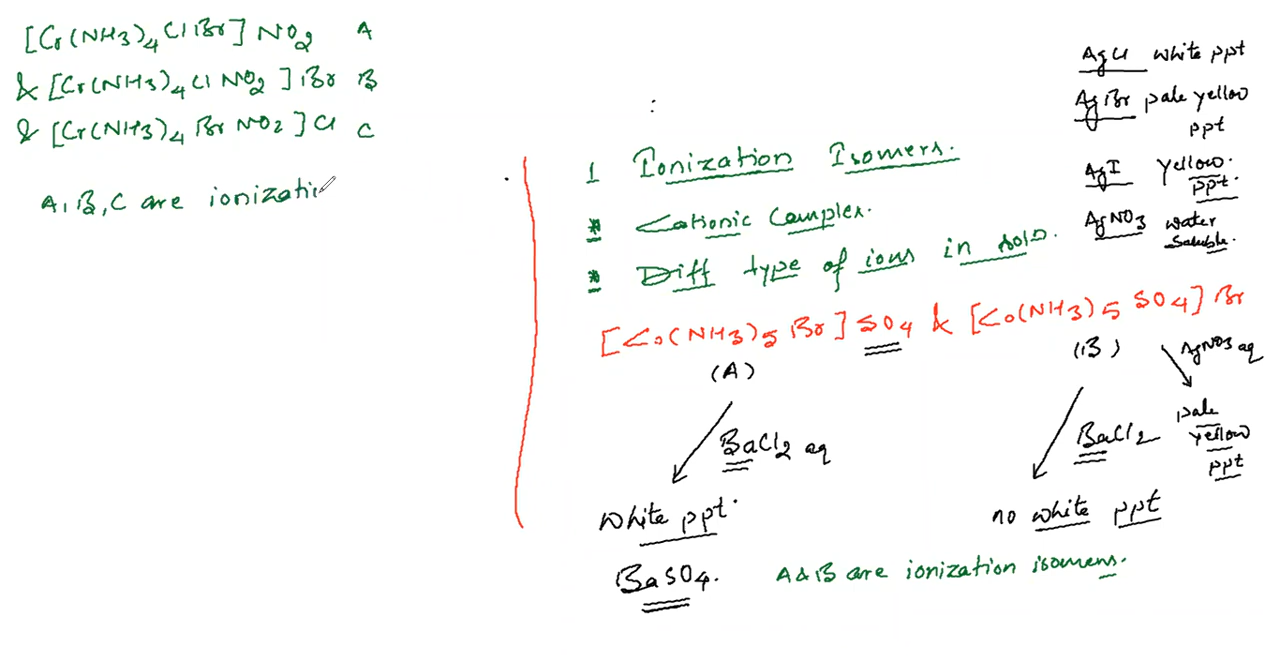 [Cr(NH3)4 Cl Br] NO2 A
& [Cr(NH3)4 Cl NO2] Br B
& [Cr(NH3)4 Br NO2] Cl C
A, B, C are ionizati
1 Ionization Isomers.
* Cationic Complex.
* Diff type of ions in soln.
[Co(NH3)5 Br] SO4 & [Co(NH3)5 SO4] Br
(A)
BaCl2 aq
white ppt.
BaSO4.
(B)
BaCl2
no white ppt
AgNO3 aq
pale
yellow
ppt
A & B are ionization isomers.
AgCl white ppt
AgBr pale yellow
ppt
AgI yellow.
ppt.
AgNO3 water
soluble.